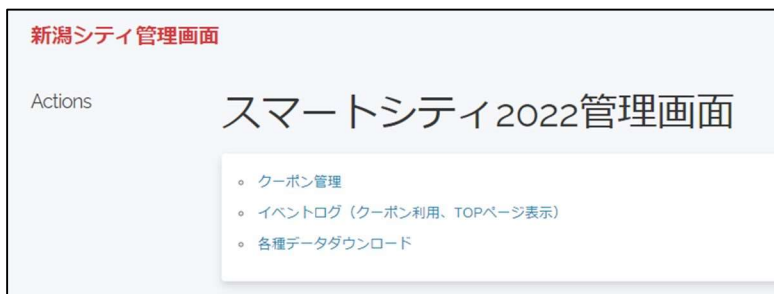 新潟シティ管理画面
Actions
スマートシティ2022管理画面
クーポン管理
イベントログ（クーポン利用、TOPページ表示）
各種データダウンロード